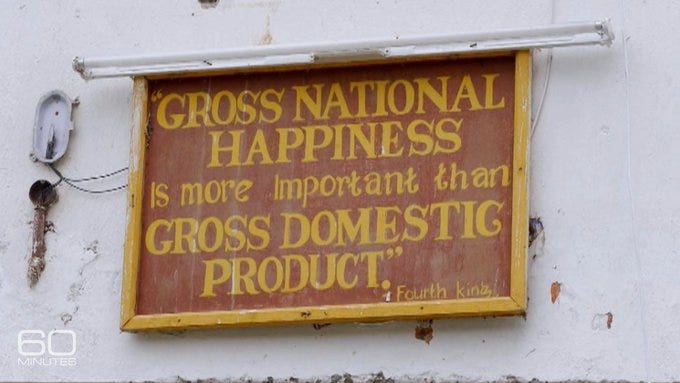 "GROSS NATIONAL
HAPPINESS
Is more Important than
GROSS DOMESTIC
PRODUCT."
- Fourth king
60
MINUTES